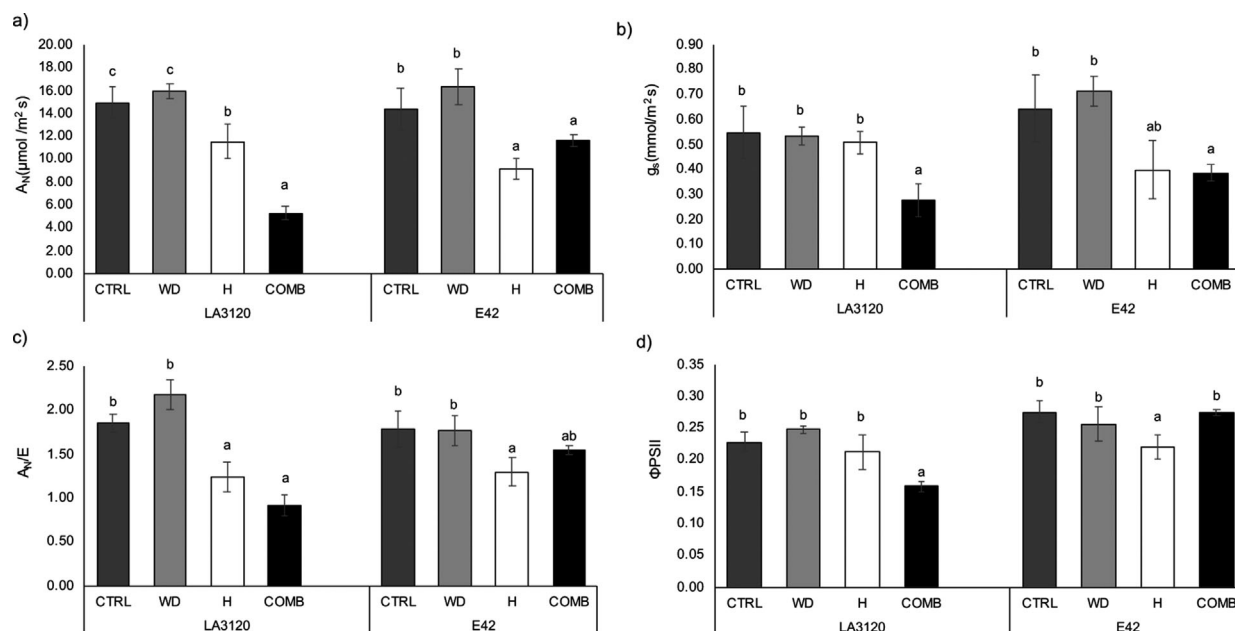 a)
20.00
18.00
16.00
14.00
12.00
10.00
8.00
6.00
4.00
2.00
0.00
A_N(µmol /m² s)
c c b a b b a a
CTRL WD H COMB CTRL WD H COMB
LA3120 E42
b)
0.90
0.80
0.70
0.60
0.50
0.40
0.30
0.20
0.10
0.00
g_s(mmol/m² s)
b b b a b b ab a
CTRL WD H COMB CTRL WD H COMB
LA3120 E42
c)
2.50
2.00
1.50
1.00
0.50
0.00
A_N/E
b b a a b b a ab
CTRL WD H COMB CTRL WD H COMB
LA3120 E42
d)
0.35
0.30
0.25
0.20
0.15
0.10
0.05
0.00
ΦPSII
b b b a b b a b
CTRL WD H COMB CTRL WD H COMB
LA3120 E42